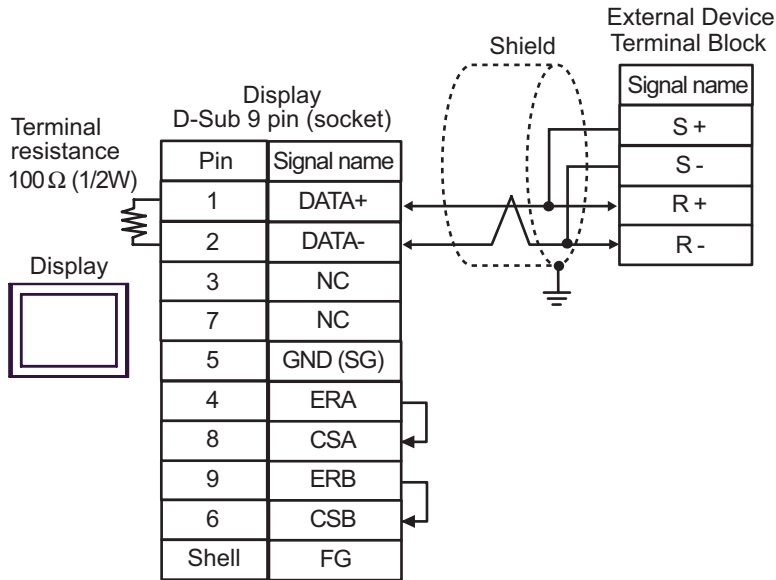 External Device
Terminal Block
Shield
Signal name
S +
S -
R +
R -
Display
D-Sub 9 pin (socket)
Terminal
resistance
100Ω (1/2W)
Pin Signal name
1 DATA+
2 DATA-
3 NC
7 NC
5 GND (SG)
4 ERA
8 CSA
9 ERB
6 CSB
Shell FG
Display